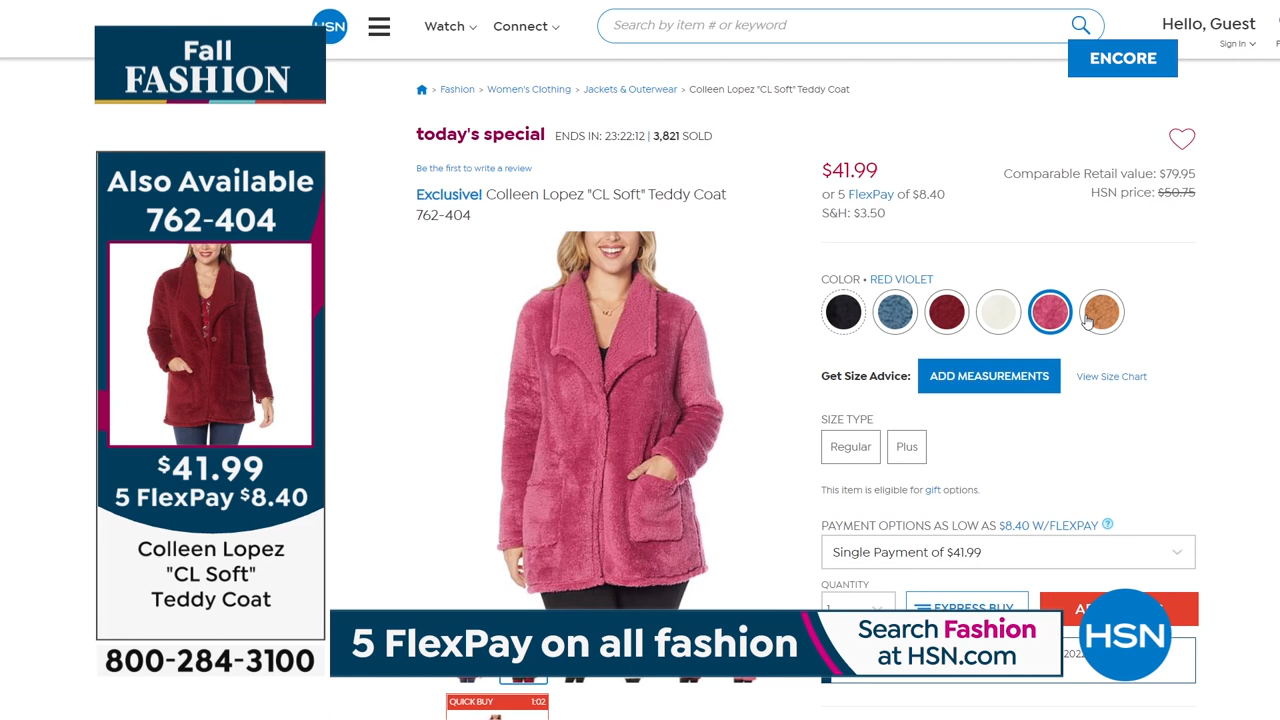 HSN
Watch
Connect
Search by item # or keyword
Hello, Guest
Sign In
ENCORE
Fall
FASHION
> Fashion > Women's Clothing > Jackets & Outerwear > Colleen Lopez "CL Soft" Teddy Coat
today's special ENDS IN: 23:22:12 | 3,821 SOLD
Be the first to write a review
Exclusive! Colleen Lopez "CL Soft" Teddy Coat
762-404
$41.99
or 5 FlexPay of $8.40
S&H: $3.50
Comparable Retail value: $79.95
HSN price: $50.75
COLOR • RED VIOLET
Get Size Advice:
ADD MEASUREMENTS
View Size Chart
SIZE TYPE
Regular
Plus
This item is eligible for gift options.
PAYMENT OPTIONS AS LOW AS $8.40 W/FLEXPAY ?
Single Payment of $41.99
QUANTITY
1
EXPRESS BUY
Also Available
762-404
$41.99
5 FlexPay $8.40
Colleen Lopez
"CL Soft"
Teddy Coat
800-284-3100
5 FlexPay on all fashion
Search Fashion
at HSN.com
HSN
QUICK BUY 1:02